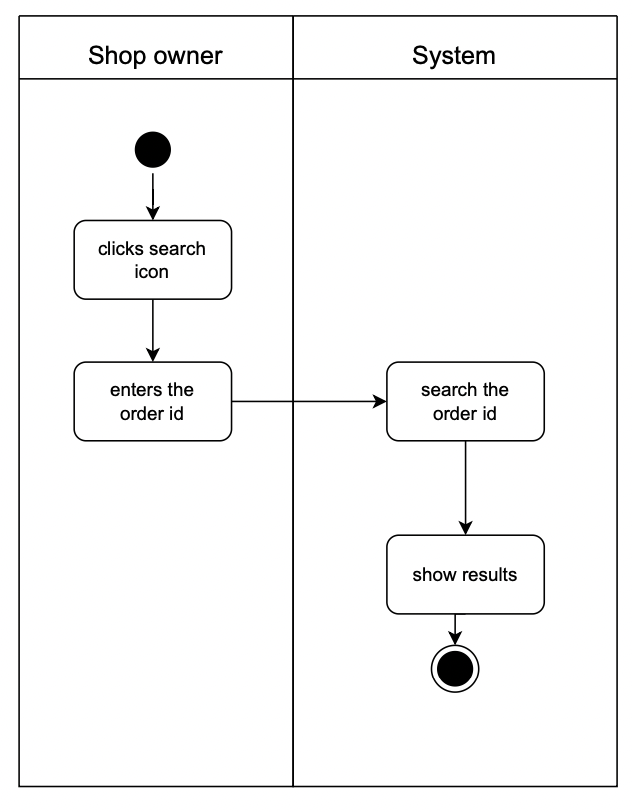 Shop owner
System
clicks search
icon
enters the
order id
search the
order id
show results